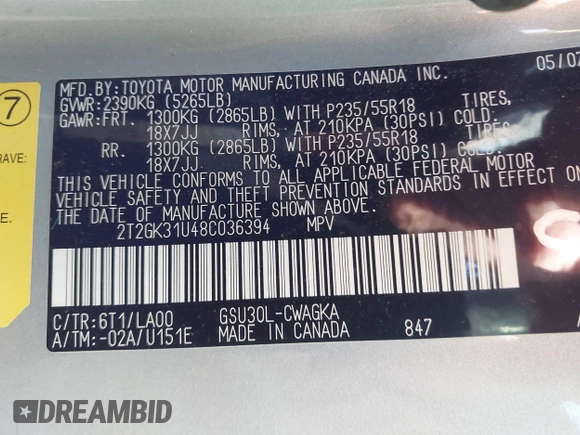 7
RAVE:
MFD.BY:TOYOTA MOTOR MANUFACTURING CANADA INC. 05/07
GVWR:2390KG (5265LB)
GAWR:FRT. 1300KG (2865LB) WITH P235/55R18 TIRES,
18X7JJ RIMS, AT 210KPA (30PSI) COLD.
RR. 1300KG (2865LB) WITH P235/55R18 TIRES,
18X7JJ RIMS, AT 210KPA (30PSI) COLD.
THIS VEHICLE CONFORMS TO ALL APPLICABLE FEDERAL MOTOR
VEHICLE SAFETY AND THEFT PREVENTION STANDARDS IN EFFECT ON
THE DATE OF MANUFACTURE SHOWN ABOVE.
2T2GK31U48C036394 MPV
C/TR:6T1/LA00 GSU30L-CWAGKA
A/TM:-02A/U151E MADE IN CANADA 847
DREAMBID